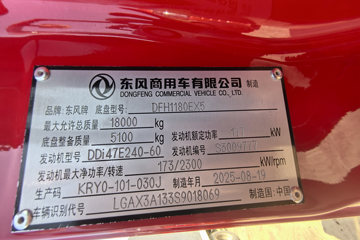 东风商用车有限公司 制造
DONGFENG COMMERCIAL VEHICLE CO., LTD.
品牌:东风牌 底盘型号: DFH1180EX5
最大允许总质量 18000 kg
底盘整备质量 5100 kg 发动机额定功率 kW
发动机型号 DDi47E240-60 发动机编号
发动机最大净功率/转速 173/2300 kW/rpm
生产码 KRY0-101-030J 制造年月 2025-08-19
车辆识别代号 LGAX3A133S9018069 制造国:中国